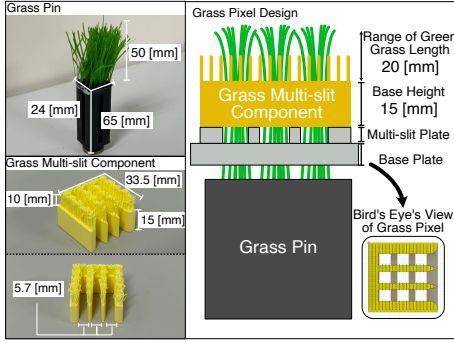 Grass Pin
50 [mm]
24 [mm]
65 [mm]
Grass Multi-slit Component
33.5 [mm]
10 [mm]
15 [mm]
5.7 [mm]
Grass Pixel Design
Range of Green
Grass Length
20 [mm]
Grass Multi-slit
Component
Base Height
15 [mm]
Multi-slit Plate
Base Plate
Grass Pin
Bird's Eye's View
of Grass Pixel